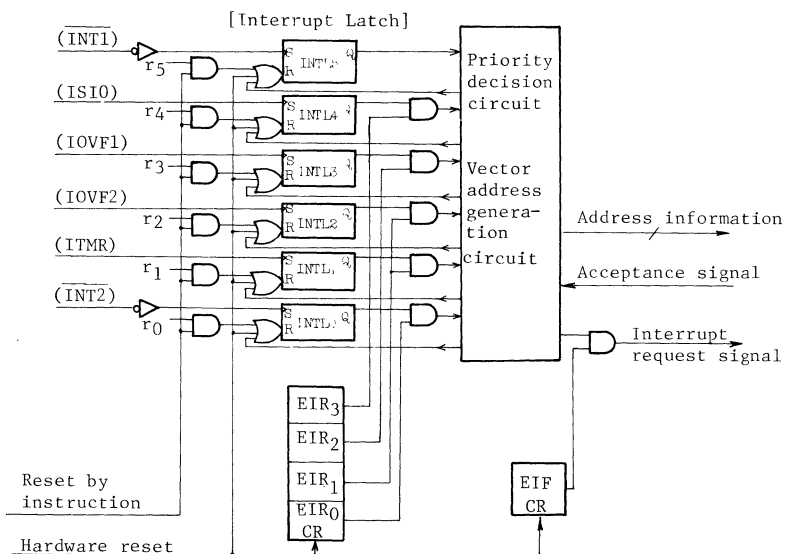 [Interrupt Latch]
(INT1)
r5
S Q
R
(ISI0)
r4
S INTL4 Q
R
(IOVF1)
r3
S INTL3 Q
R
(IOVF2)
r2
S INTL2 Q
R
(ITMR)
r1
S Q
R
(INT2)
r0
S Q
R
Priority
decision
circuit
Vector
address
genera-
tion
circuit
Address information
Acceptance signal
Interrupt
request signal
EIR3
EIR2
EIR1
EIR0
CR
EIF
CR
Reset by
instruction
Hardware reset